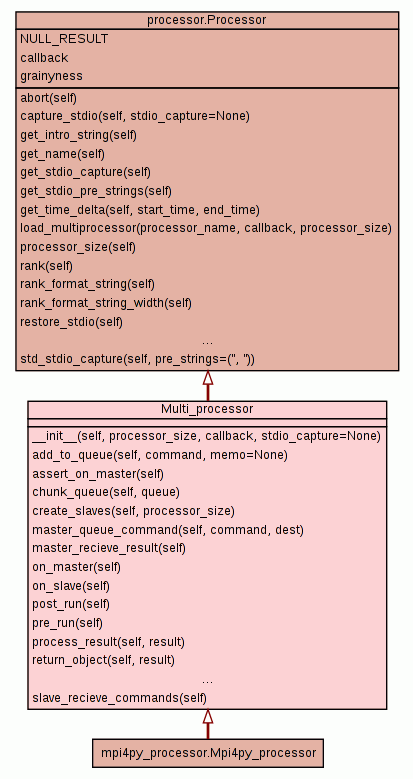 processor.Processor
NULL_RESULT
callback
grainyness
abort(self)
capture_stdio(self, stdio_capture=None)
get_intro_string(self)
get_name(self)
get_stdio_capture(self)
get_stdio_pre_strings(self)
get_time_delta(self, start_time, end_time)
load_multiprocessor(processor_name, callback, processor_size)
processor_size(self)
rank(self)
rank_format_string(self)
rank_format_string_width(self)
restore_stdio(self)
...
std_stdio_capture(self, pre_strings=('', ''))
Multi_processor
__init__(self, processor_size, callback, stdio_capture=None)
add_to_queue(self, command, memo=None)
assert_on_master(self)
chunk_queue(self, queue)
create_slaves(self, processor_size)
master_queue_command(self, command, dest)
master_recieve_result(self)
on_master(self)
on_slave(self)
post_run(self)
pre_run(self)
process_result(self, result)
return_object(self, result)
...
slave_recieve_commands(self)
mpi4py_processor.Mpi4py_processor